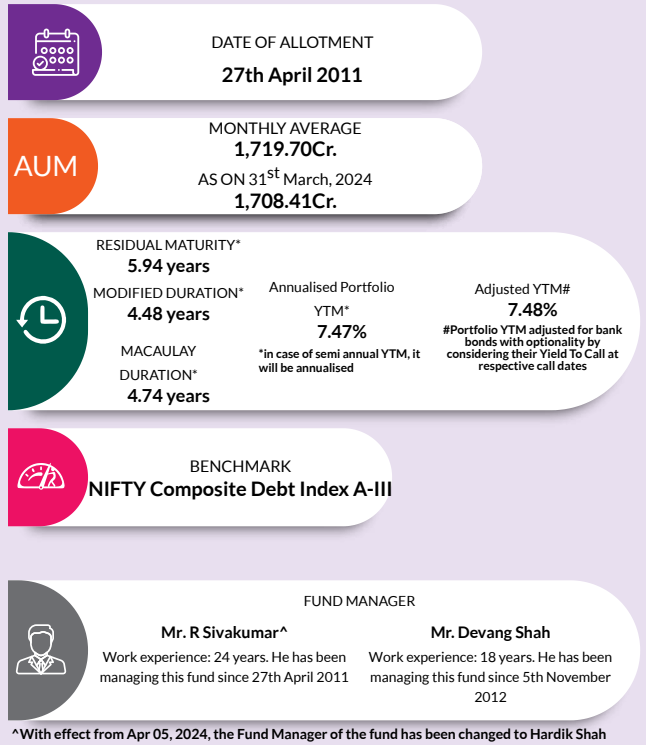 DATE OF ALLOTMENT
27th April 2011
AUM
MONTHLY AVERAGE
1,719.70Cr.
AS ON 31st March, 2024
1,708.41Cr.
RESIDUAL MATURITY*
5.94 years
MODIFIED DURATION*
4.48 years
MACAULAY
DURATION*
4.74 years
Annualised Portfolio
YTM*
7.47%
*in case of semi annual YTM, it
will be annualised
Adjusted YTM#
7.48%
#Portfolio YTM adjusted for bank
bonds with optionality by
considering their Yield To Call at
respective call dates
BENCHMARK
NIFTY Composite Debt Index A-III
FUND MANAGER
Mr. R Sivakumar^
Work experience: 24 years. He has been
managing this fund since 27th April 2011
Mr. Devang Shah
Work experience: 18 years. He has been
managing this fund since 5th November
2012
^With effect from Apr 05, 2024, the Fund Manager of the fund has been changed to Hardik Shah